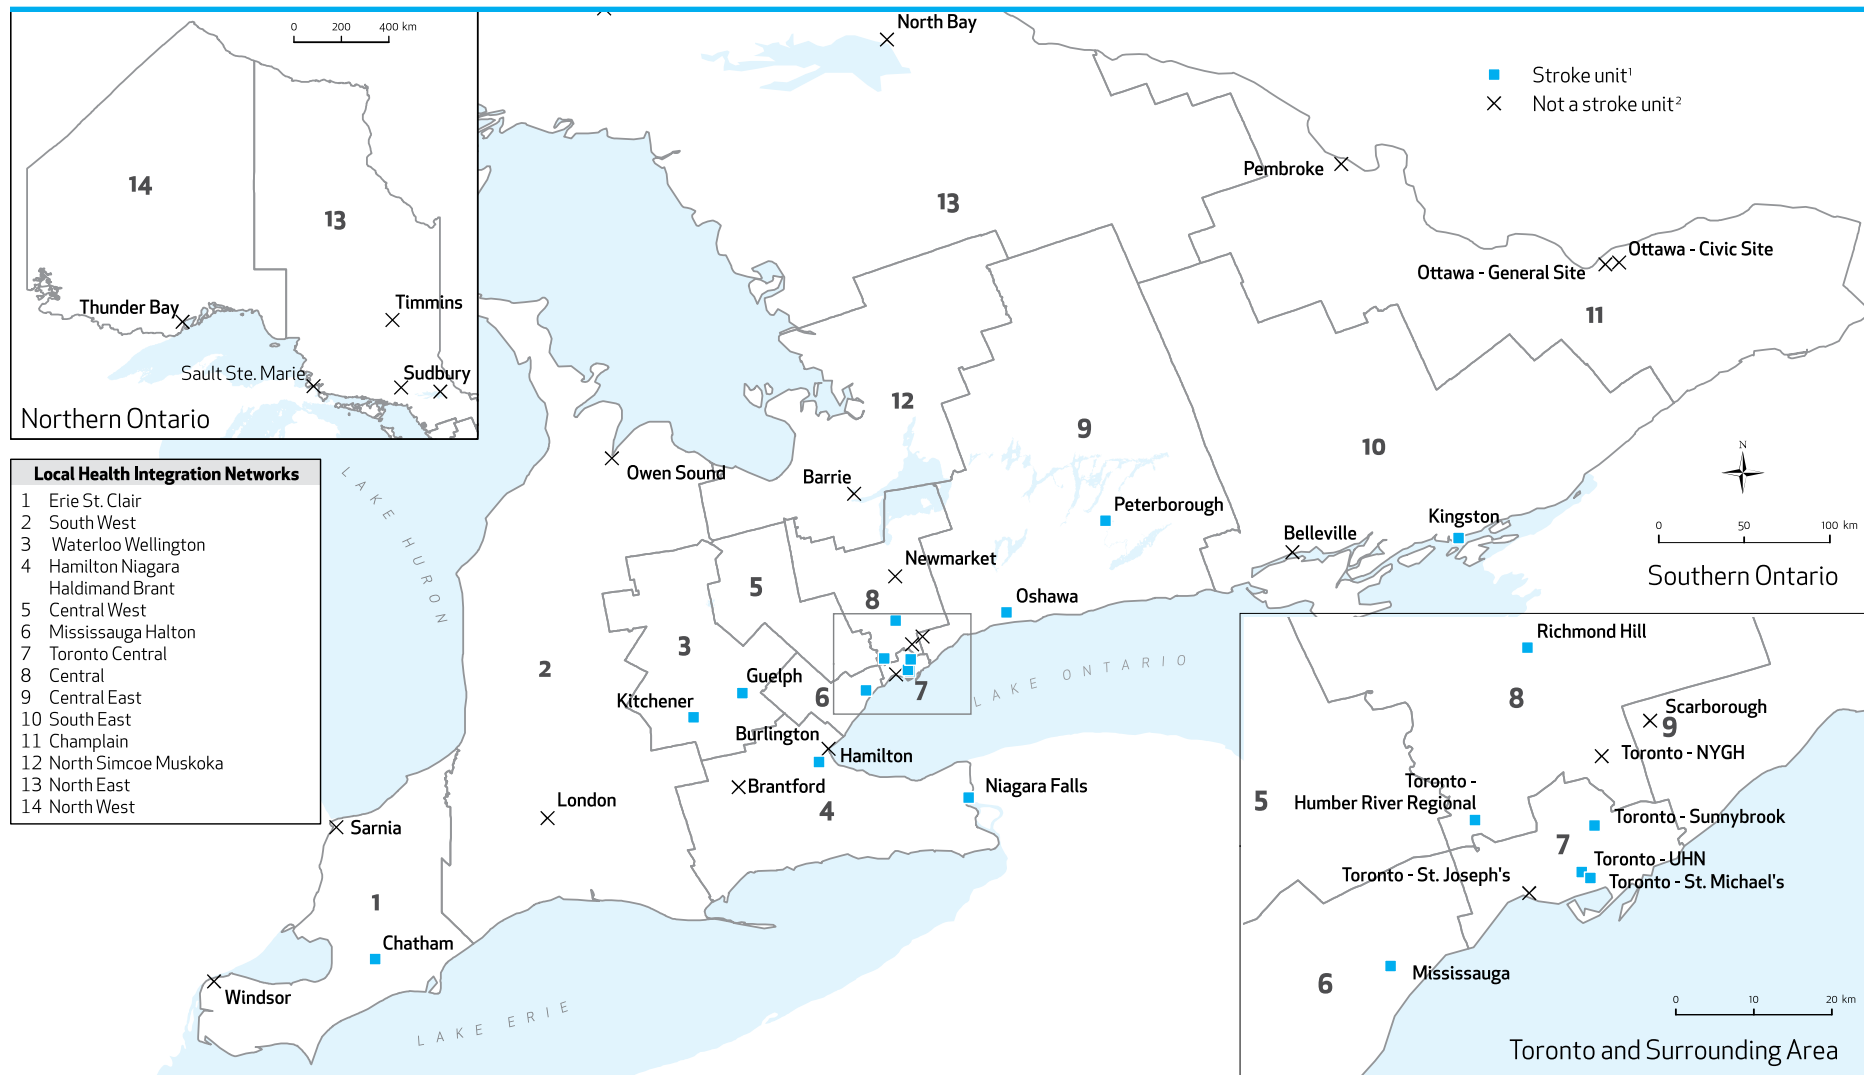 0 200 400 km
14
13
Thunder Bay
Timmins
Sault Ste. Marie
Sudbury
Northern Ontario
North Bay
Stroke unit¹
Not a stroke unit²
Pembroke
13
Ottawa - Civic Site
Ottawa - General Site
11
12
9
10
Owen Sound
Barrie
Peterborough
Kingston
Belleville
N
0 50 100 km
Southern Ontario
Local Health Integration Networks
1 Erie St. Clair
2 South West
3 Waterloo Wellington
4 Hamilton Niagara
Haldimand Brant
5 Central West
6 Mississauga Halton
7 Toronto Central
8 Central
9 Central East
10 South East
11 Champlain
12 North Simcoe Muskoka
13 North East
14 North West
LAKE HURON
Newmarket
5
8
Oshawa
3
2
Guelph
6
7
LAKE ONTARIO
Kitchener
Burlington
Hamilton
Brantford
Niagara Falls
4
London
Sarnia
1
Chatham
Windsor
LAKE ERIE
Richmond Hill
8
Scarborough
9
Toronto - NYGH
Toronto -
Humber River Regional
5
Toronto - Sunnybrook
7
Toronto - UHN
Toronto - St. Joseph's
Toronto - St. Michael's
Mississauga
6
0 10 20 km
Toronto and Surrounding Area